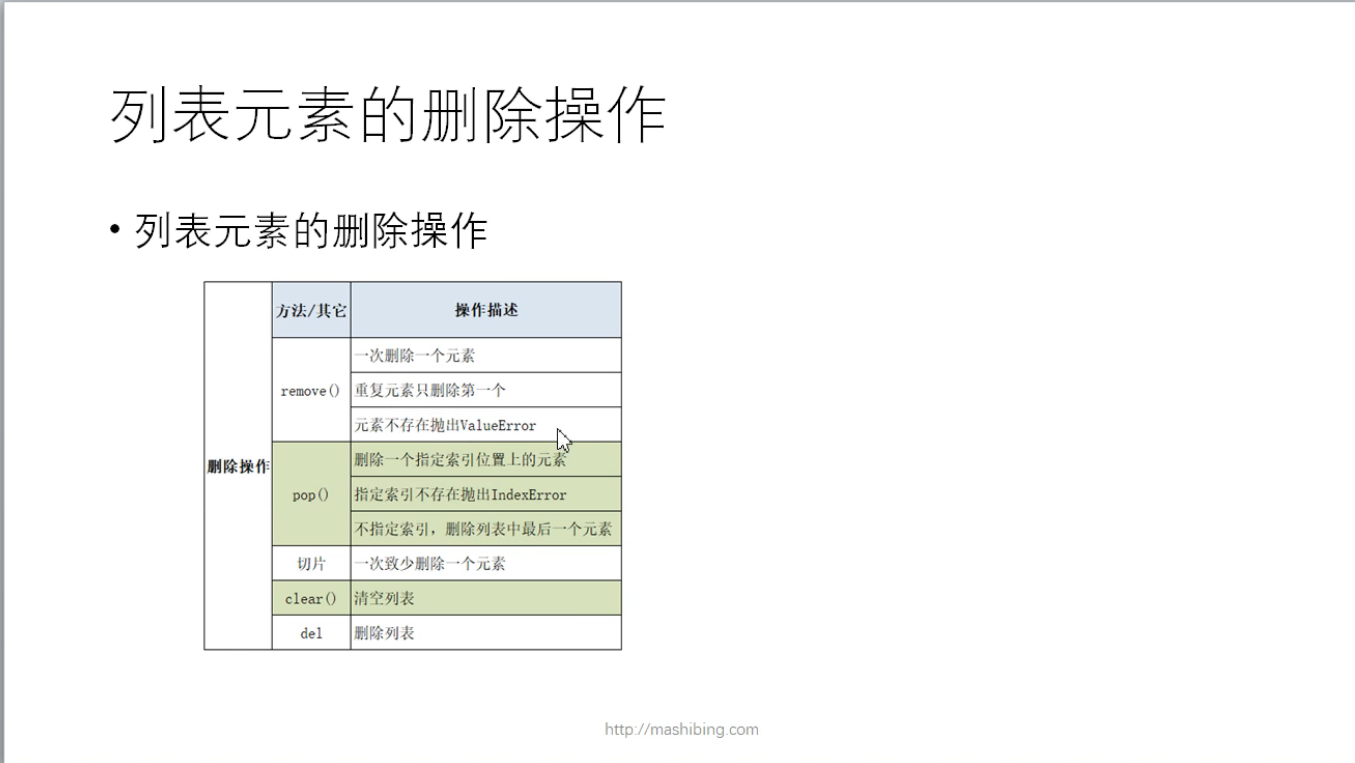 列表元素的删除操作
• 列表元素的删除操作
方法/其它 操作描述
一次删除一个元素
remove() 重复元素只删除第一个
元素不存在抛出ValueError
删除操作
删除一个指定索引位置上的元素
pop() 指定索引不存在抛出IndexError
不指定索引，删除列表中最后一个元素
切片 一次致少删除一个元素
clear() 清空列表
del 删除列表
http://mashibing.com